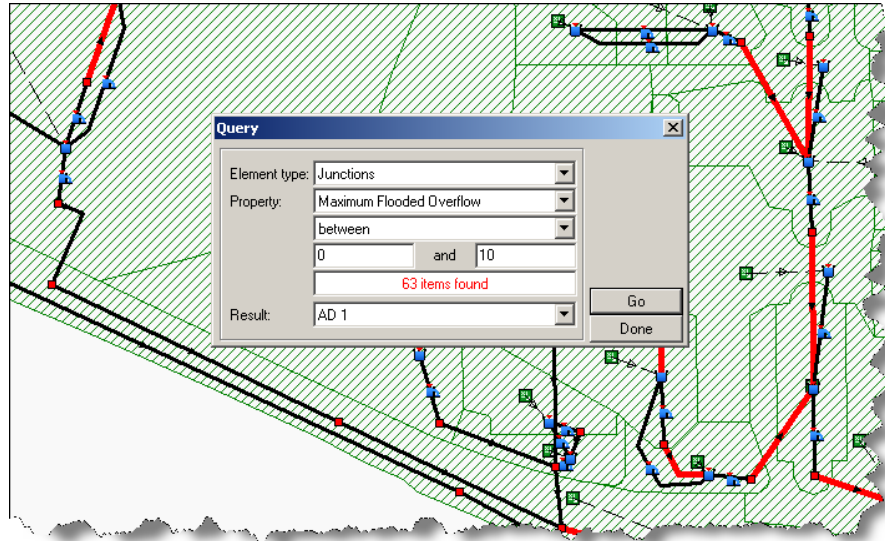 Query
Element type: Junctions
Property: Maximum Flooded Overflow
between
0 and 10
63 items found
Go
Result: AD 1
Done